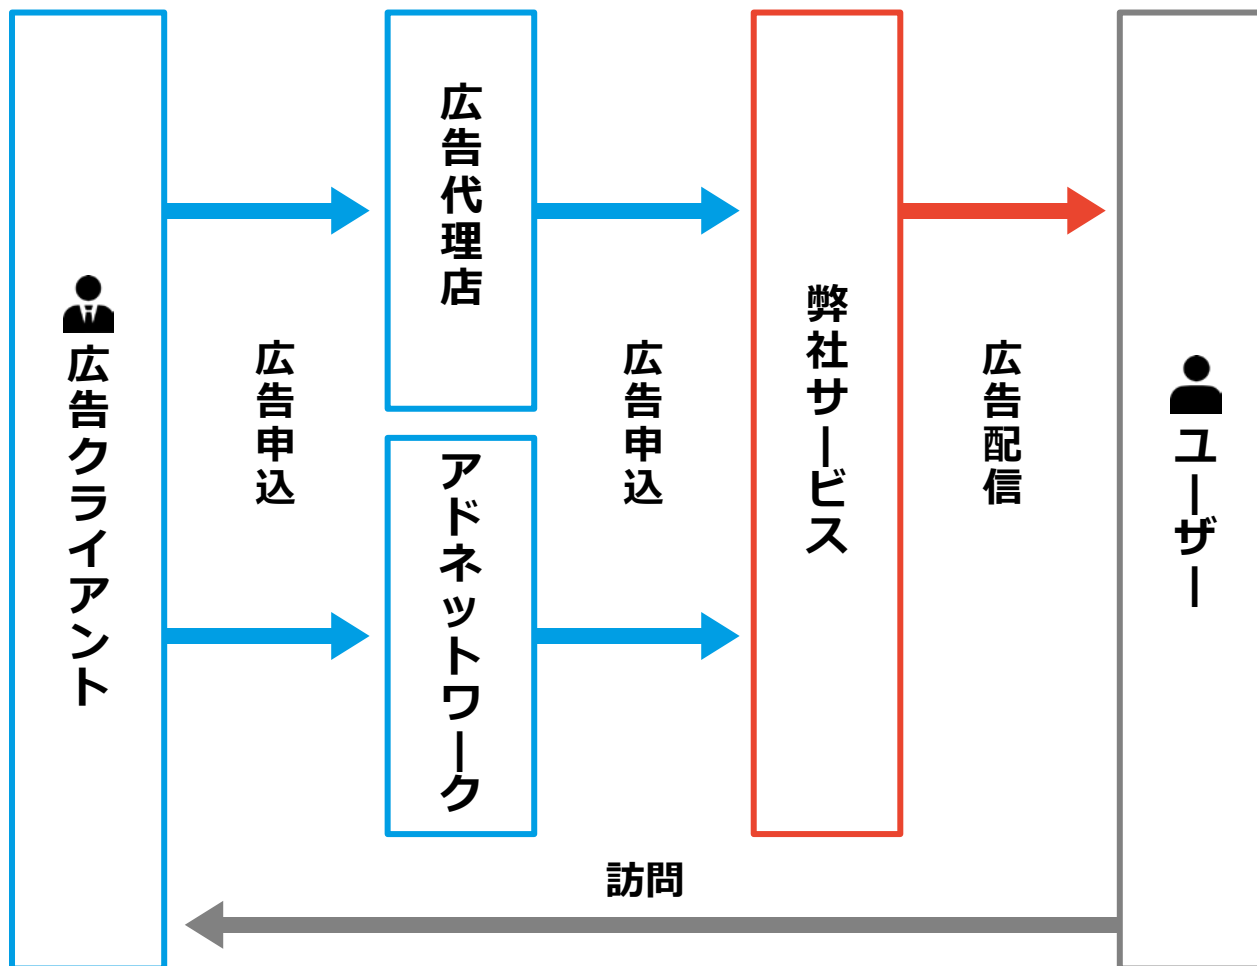 広告クライアント
広告申込
広告代理店
アドネットワーク
広告申込
弊社サービス
広告配信
ユーザー
訪問